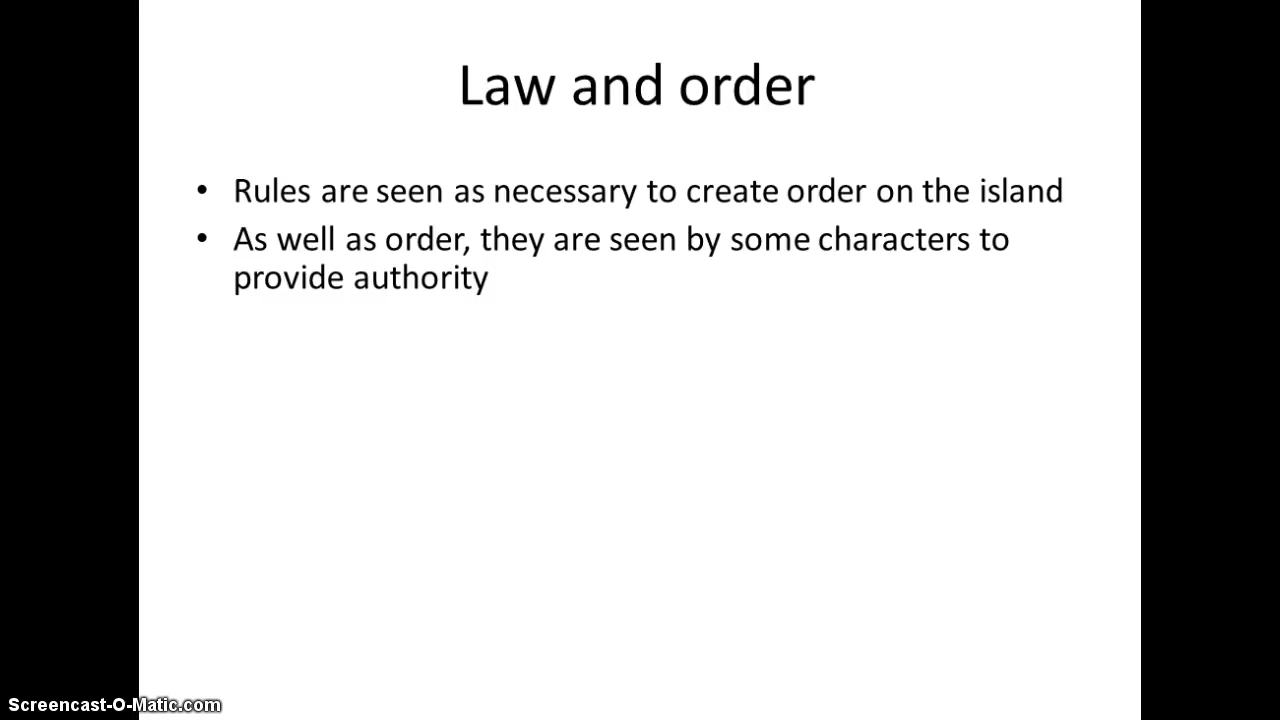 Law and order
• Rules are seen as necessary to create order on the island
• As well as order, they are seen by some characters to
provide authority
Screencast-O-Matic.com